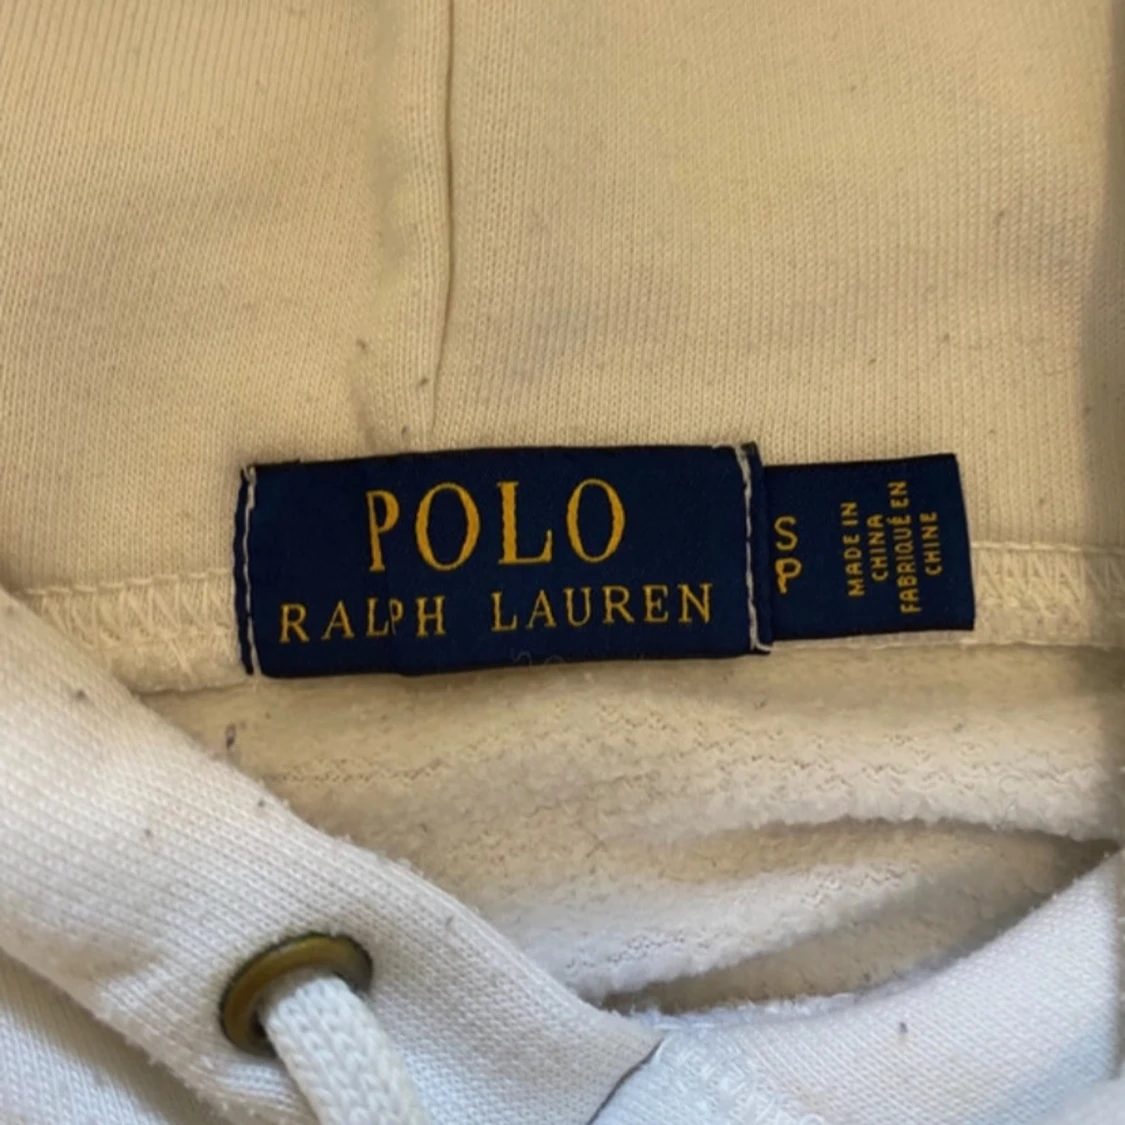 POLO
RALPH LAUREN
S
P
MADE IN
CHINA
FABRIQUÉ EN
CHINE